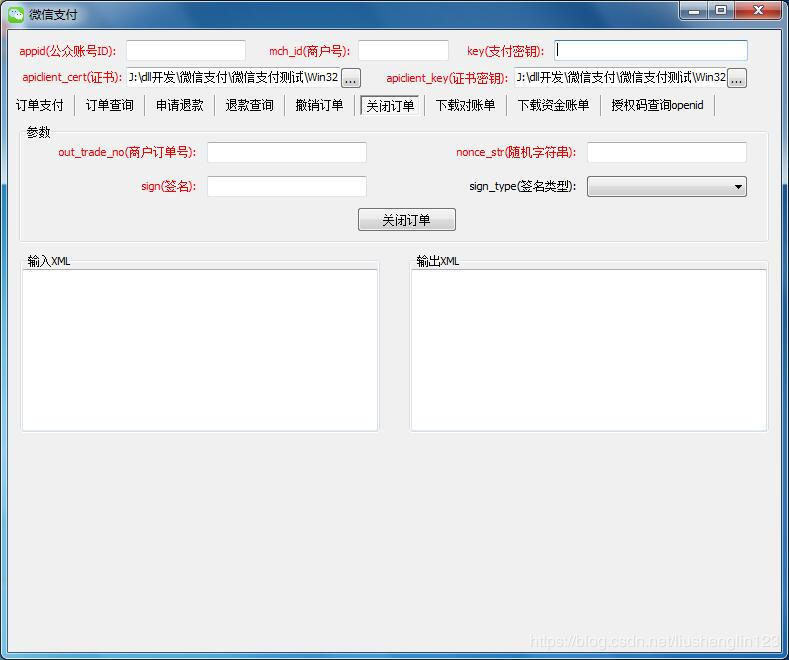 微信支付
appid(公众账号ID): mch_id(商户号): key(支付密钥):
apiclient_cert(证书): J:\dll开发\微信支付\微信支付测试\Win32 ... apiclient_key(证书密钥): J:\dll开发\微信支付\微信支付测试\Win32 ...
订单支付 订单查询 申请退款 退款查询 撤销订单 关闭订单 下载对账单 下载资金账单 授权码查询openid
参数
out_trade_no(商户订单号): nonce_str(随机字符串):
sign(签名): sign_type(签名类型):
关闭订单
输入XML 输出XML
https://blog.csdn.net/liushenglin123